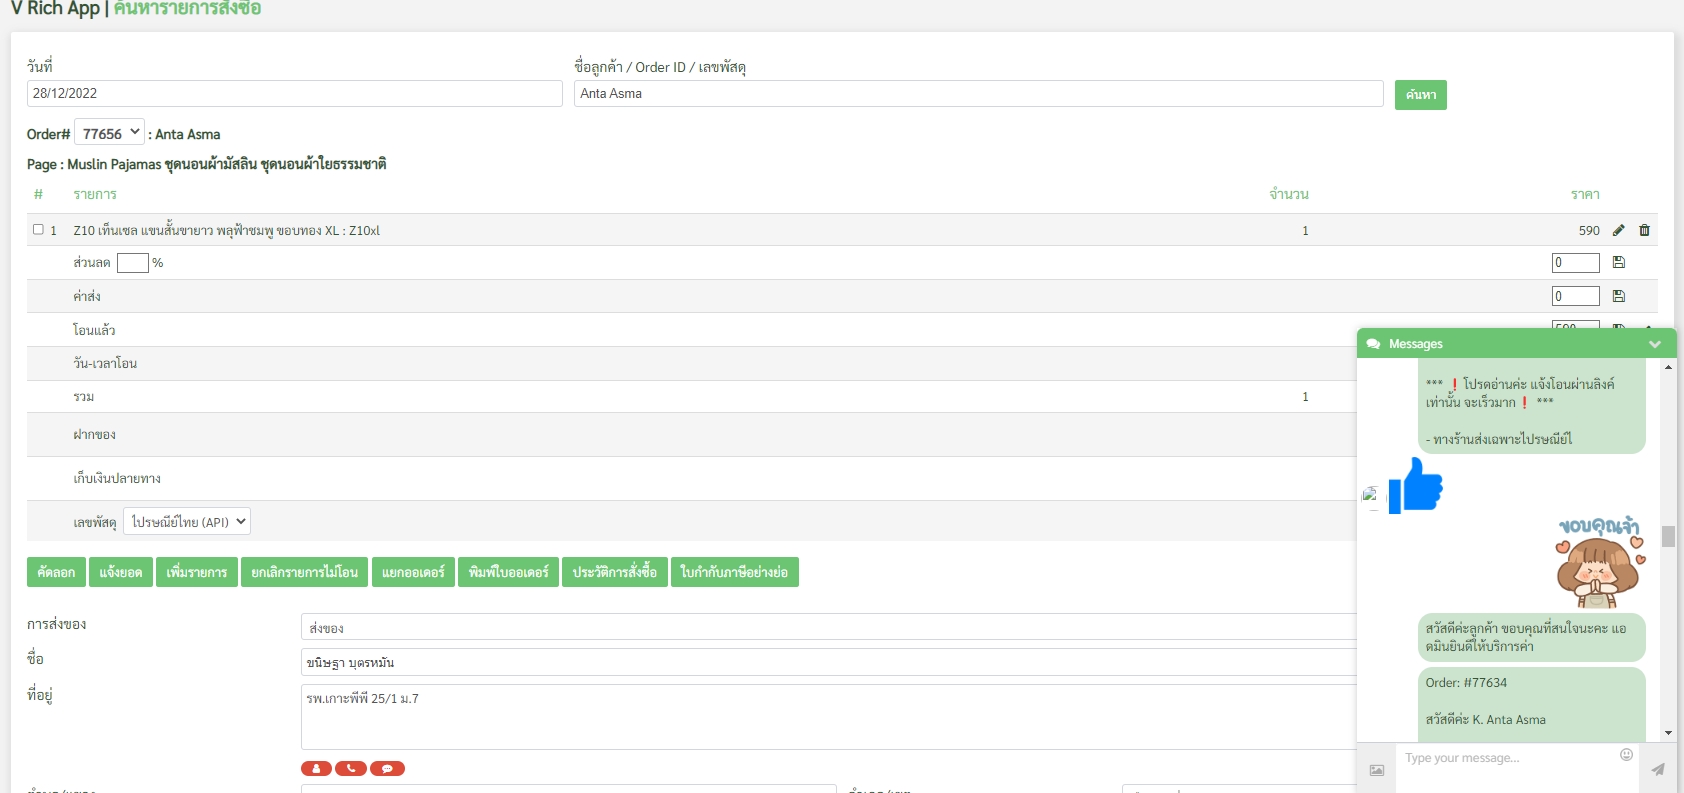 V Rich App | ค้นหารายการสั่งซื้อ
วันที่
ชื่อลูกค้า / Order ID / เลขพัสดุ
28/12/2022
Anta Asma
ค้นหา
Order# 77656 : Anta Asma
Page : Muslin Pajamas ชุดนอนผ้ามัสลิน ชุดนอนผ้าใยธรรมชาติ
# รายการ จำนวน ราคา
1 Z10 เท็นเซล แขนสั้นขายาว พลุฟ้าชมพู ขอบทอง XL : Z10xl 1 590
ส่วนลด % 0
ค่าส่ง 0
โอนแล้ว 590
วัน-เวลาโอน
รวม 1
ฝากของ
เก็บเงินปลายทาง
เลขพัสดุ ไปรษณีย์ไทย (API)
คัดลอก แจ้งยอด เพิ่มรายการ ยกเลิกรายการไม่โอน แยกออเดอร์ พิมพ์ใบออเดอร์ ประวัติการสั่งซื้อ ใบกำกับภาษีอย่างย่อ
การส่งของ
ส่งของ
ชื่อ
ขนิษฐา บุตรหมัน
ที่อยู่
รพ.เกาะพีพี 25/1 ม.7
Messages
*** ❗ โปรดอ่านค่ะ แจ้งโอนผ่านลิงค์
เท่านั้น จะเร็วมาก ❗ ***
- ทางร้านส่งเฉพาะไปรษณีย์ไ
ขอบคุณจ้า
สวัสดีค่ะลูกค้า ขอบคุณที่สนใจนะคะ แอ
ดมินยินดีให้บริการค่า
Order: #77634
สวัสดีค่ะ K. Anta Asma
Type your message...